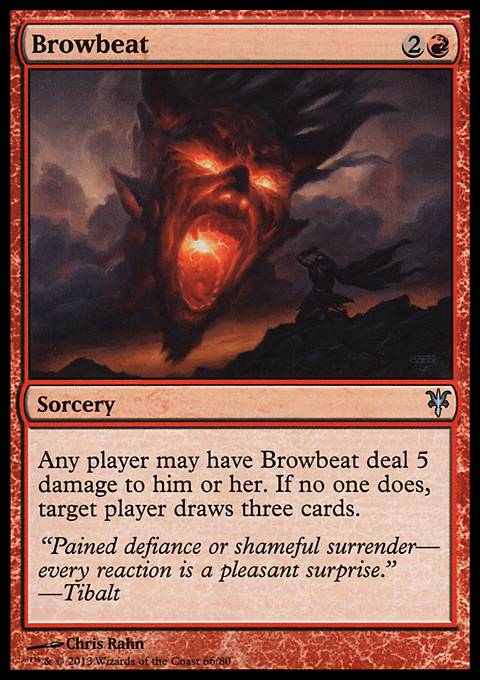 Browbeat 2
Sorcery
Any player may have Browbeat deal 5
damage to him or her. If no one does,
target player draws three cards.
“Pained defiance or shameful surrender—
every reaction is a pleasant surprise.”
—Tibalt
Chris Rahn
™ & © 2013 Wizards of the Coast 66/80